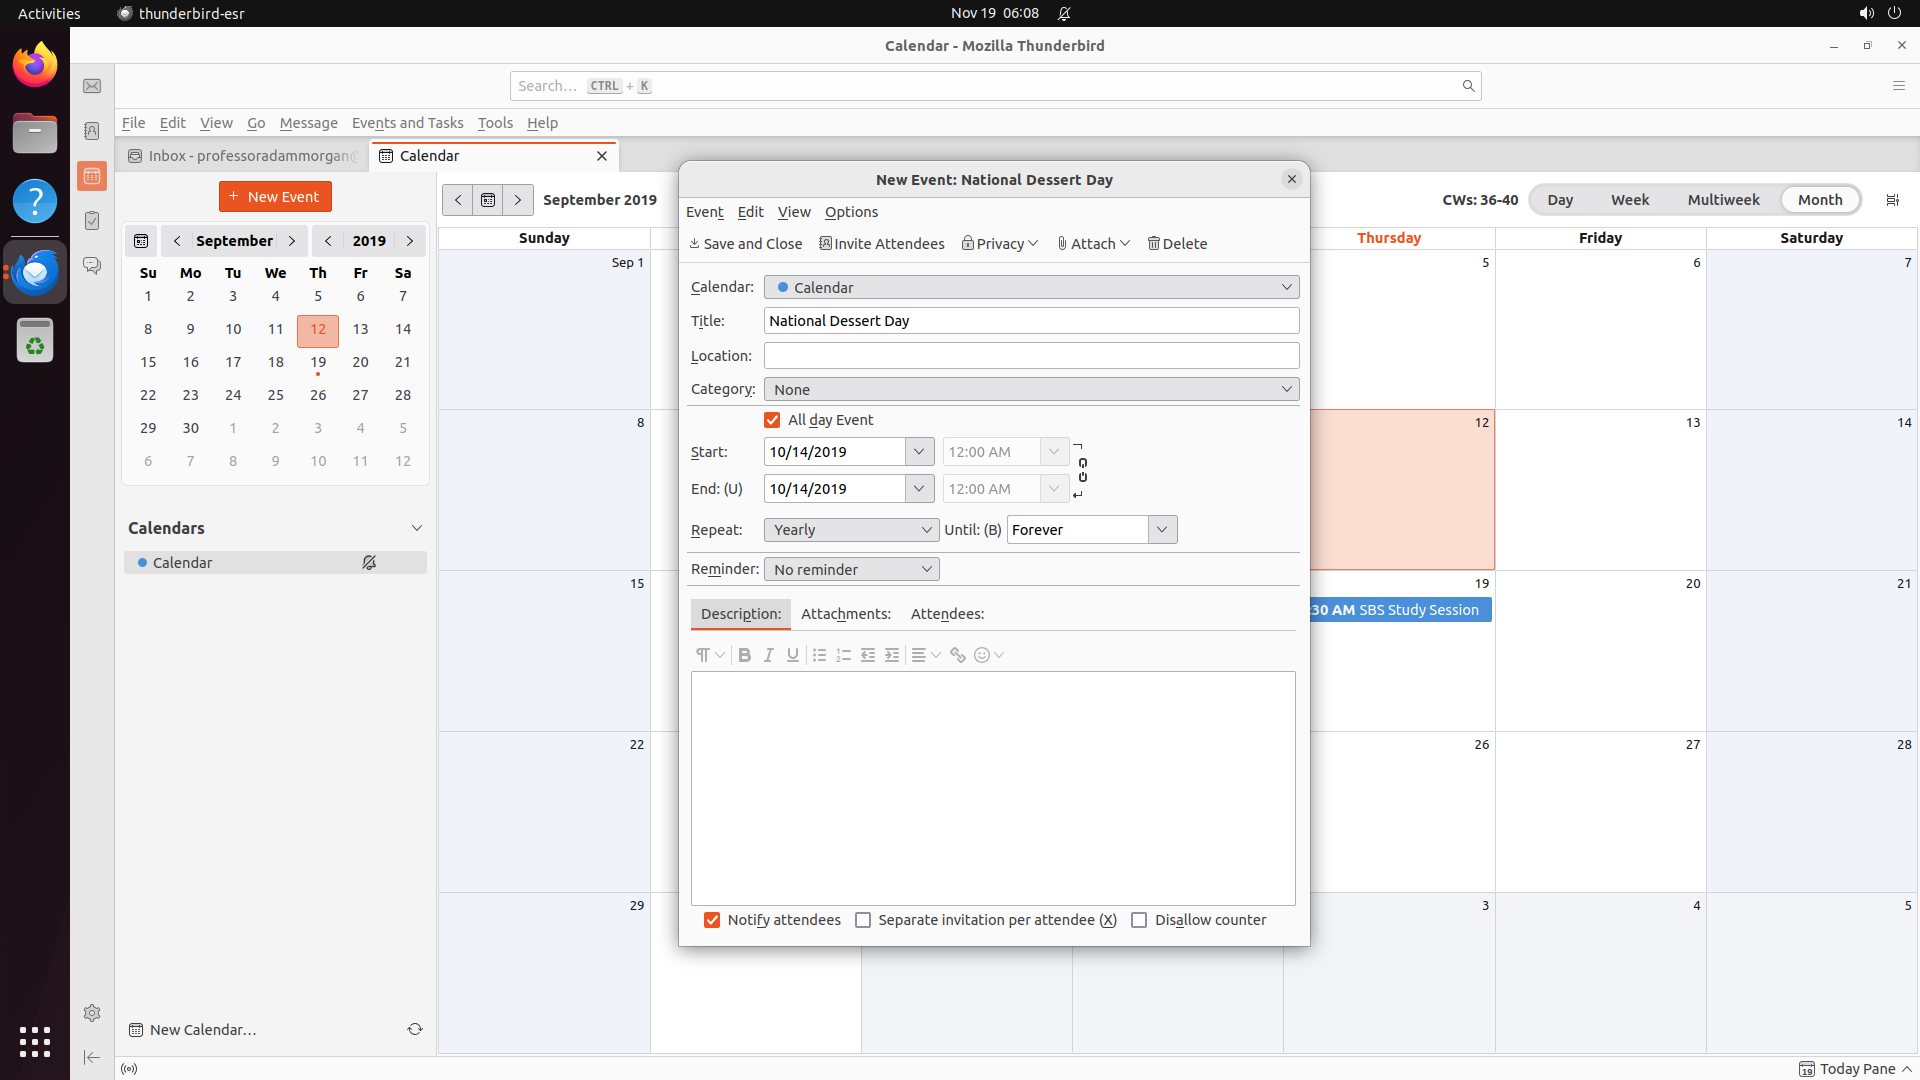 Activities
thunderbird-esr
Nov 19 06:08
Calendar - Mozilla Thunderbird
Search… CTRL + K
File Edit View Go Message Events and Tasks Tools Help
Inbox - professoradammorgan@
Calendar
New Event
September 2019
CWs: 36-40
Day Week Multiweek Month
September 2019
Su Mo Tu We Th Fr Sa
1 2 3 4 5 6 7
8 9 10 11 12 13 14
15 16 17 18 19 20 21
22 23 24 25 26 27 28
29 30 1 2 3 4 5
6 7 8 9 10 11 12
Calendars
Calendar
New Calendar…
Sunday Thursday Friday Saturday
Sep 1 5 6 7
8 12 13 14
15 19 20 21
:30 AM SBS Study Session
22 26 27 28
29 3 4 5
New Event: National Dessert Day
Event Edit View Options
Save and Close Invite Attendees Privacy Attach Delete
Calendar: Calendar
Title: National Dessert Day
Location:
Category: None
All day Event
Start: 10/14/2019 12:00 AM
End: (U) 10/14/2019 12:00 AM
Repeat: Yearly Until: (B) Forever
Reminder: No reminder
Description: Attachments: Attendees:
Notify attendees Separate invitation per attendee (X) Disallow counter
19 Today Pane